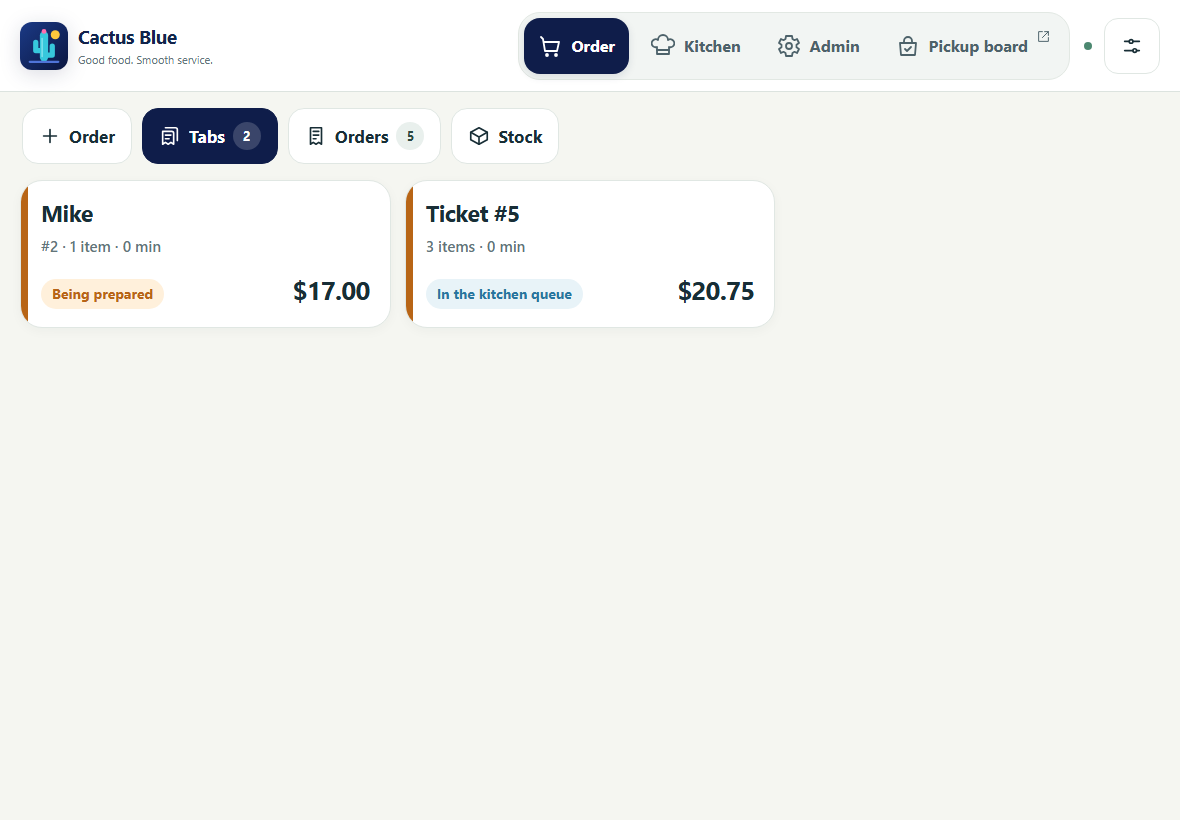 Cactus Blue
Good food. Smooth service.
Order
Kitchen
Admin
Pickup board
Order
Tabs 2
Orders 5
Stock
Mike
#2 · 1 item · 0 min
Being prepared
$17.00
Ticket #5
3 items · 0 min
In the kitchen queue
$20.75